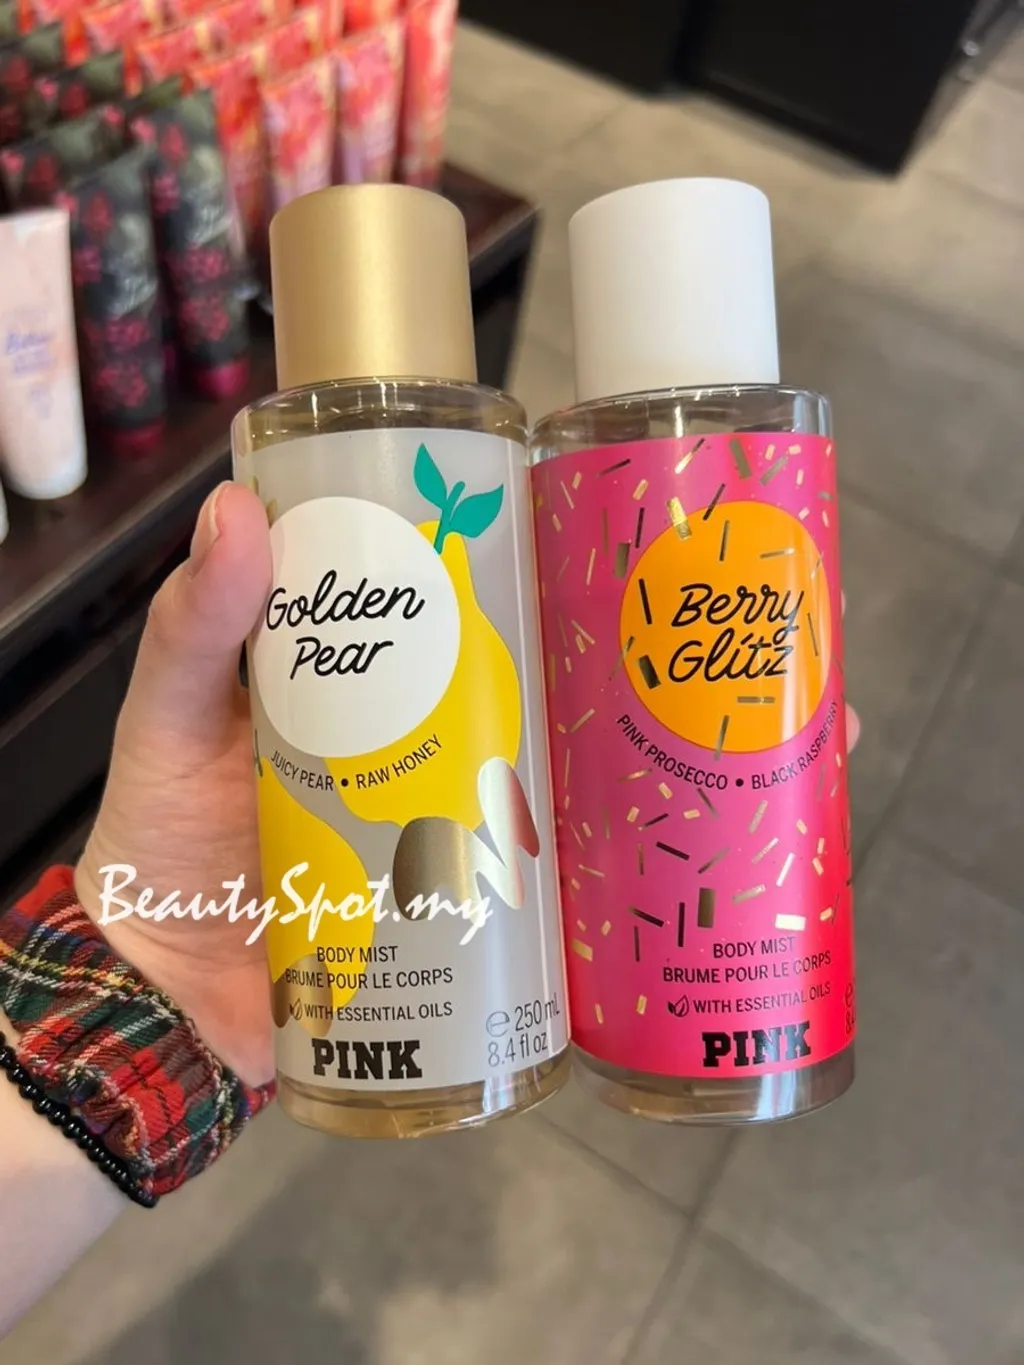 Golden
Pear
JUICY PEAR • RAW HONEY
BODY MIST
BRUME POUR LE CORPS
WITH ESSENTIAL OILS
PINK
e 250 mL
8.4 fl oz
Berry
Glitz
PINK PROSECCO • BLACK RASPBERRY
BODY MIST
BRUME POUR LE CORPS
WITH ESSENTIAL OILS
PINK
e
BeautySpot.my